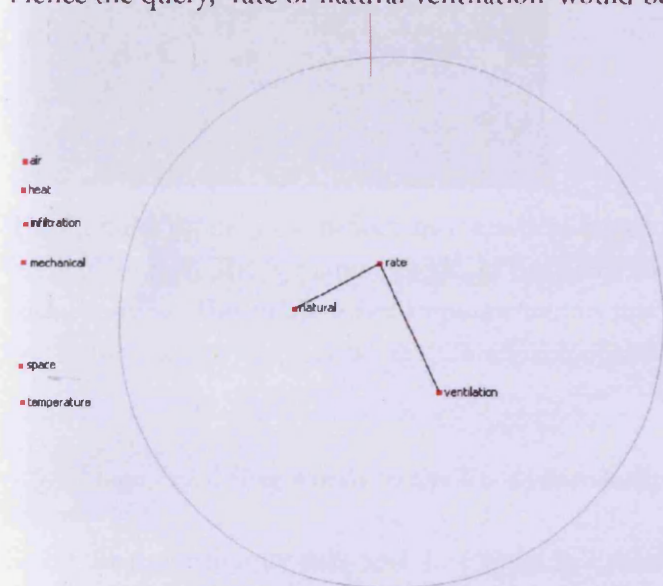 Hence the query, 'rate of natural ventilation' would be
air
heat
infiltration
mechanical
rate
natural
space
ventilation
temperature